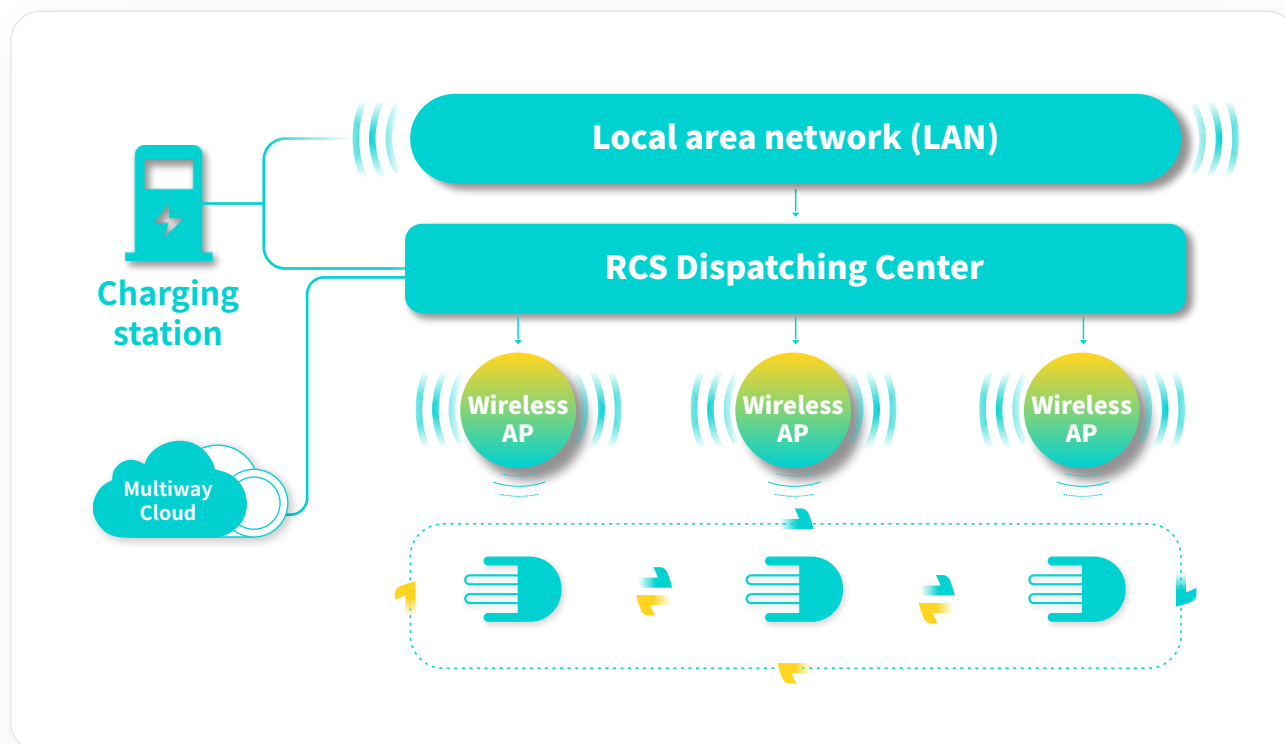 Local area network (LAN)
RCS Dispatching Center
Charging
station
Wireless
AP
Wireless
AP
Wireless
AP
Multiway
Cloud